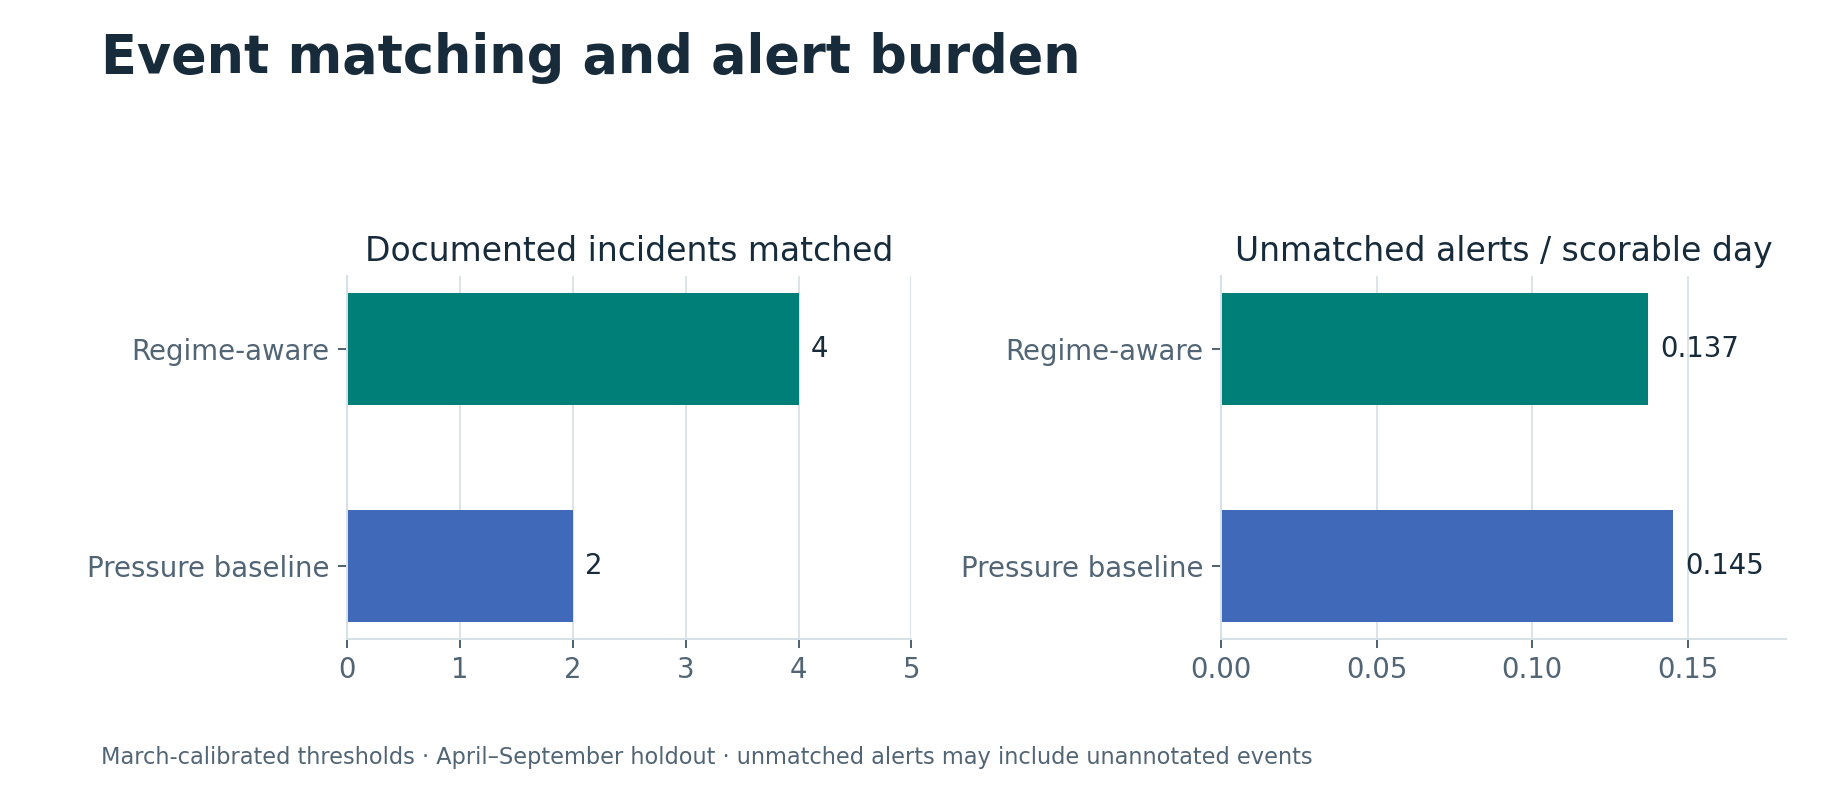 Event matching and alert burden
Documented incidents matched
Regime-aware
4
Pressure baseline
2
0 1 2 3 4 5
Unmatched alerts / scorable day
Regime-aware
0.137
Pressure baseline
0.145
0.00 0.05 0.10 0.15
March-calibrated thresholds · April–September holdout · unmatched alerts may include unannotated events